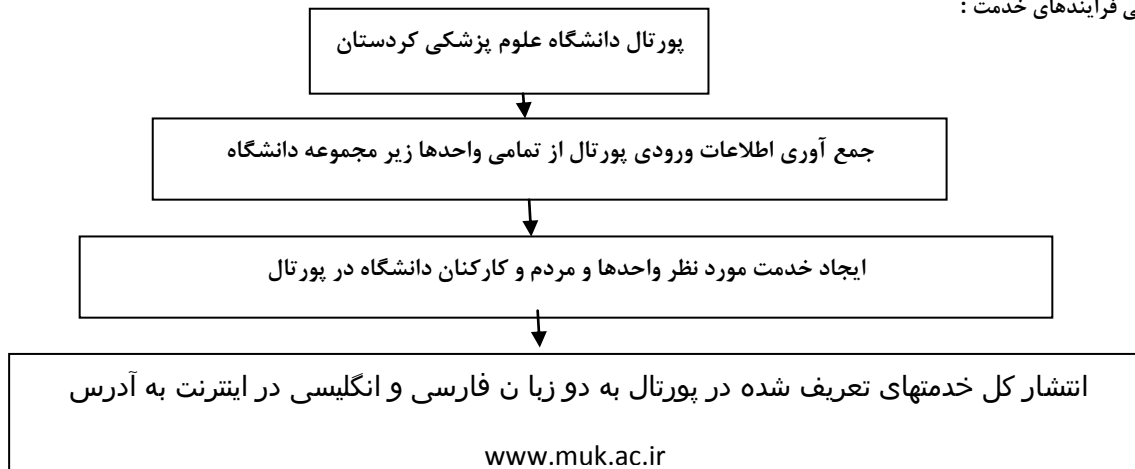 فرآیندهای خدمت :
پورتال دانشگاه علوم پزشکی کردستان
جمع آوری اطلاعات ورودی پورتال از تمامی واحدها زیر مجموعه دانشگاه
ایجاد خدمت مورد نظر واحدها و مردم و کارکنان دانشگاه در پورتال
انتشار کل خدمتهای تعریف شده در پورتال به دو زبا ن فارسی و انگلیسی در اینترنت به آدرس
www.muk.ac.ir